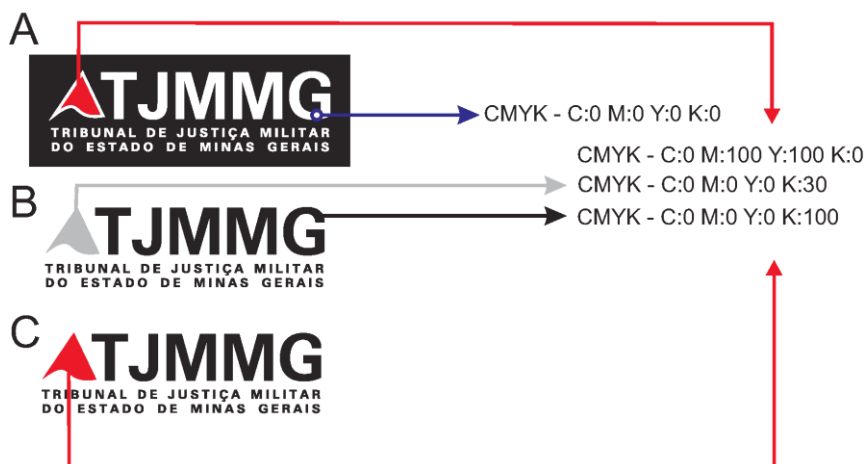 A
TJMMG
TRIBUNAL DE JUSTIÇA MILITAR
DO ESTADO DE MINAS GERAIS
CMYK - C:0 M:0 Y:0 K:0
CMYK - C:0 M:100 Y:100 K:0
CMYK - C:0 M:0 Y:0 K:30
CMYK - C:0 M:0 Y:0 K:100
B
TJMMG
TRIBUNAL DE JUSTIÇA MILITAR
DO ESTADO DE MINAS GERAIS
C
TJMMG
TRIBUNAL DE JUSTIÇA MILITAR
DO ESTADO DE MINAS GERAIS